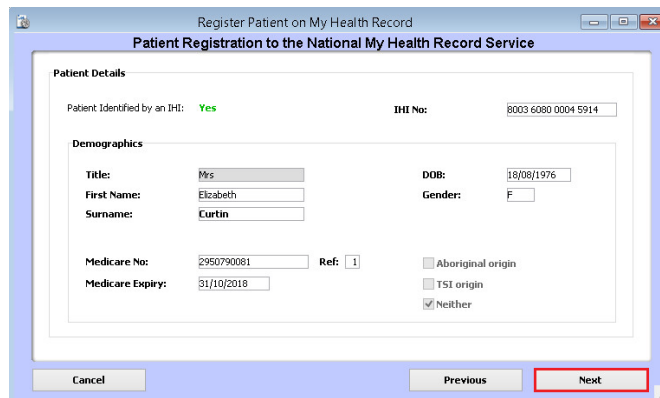 Register Patient on My Health Record
Patient Registration to the National My Health Record Service
Patient Details
Patient Identified by an IHI: Yes IHI No: 8003 6080 0004 5914
Demographics
Title: Mrs DOB: 18/08/1976
First Name: Elizabeth Gender: F
Surname: Curtin
Medicare No: 2950790081 Ref: 1 Aboriginal origin
Medicare Expiry: 31/10/2018 TSI origin
Neither
Cancel Previous Next